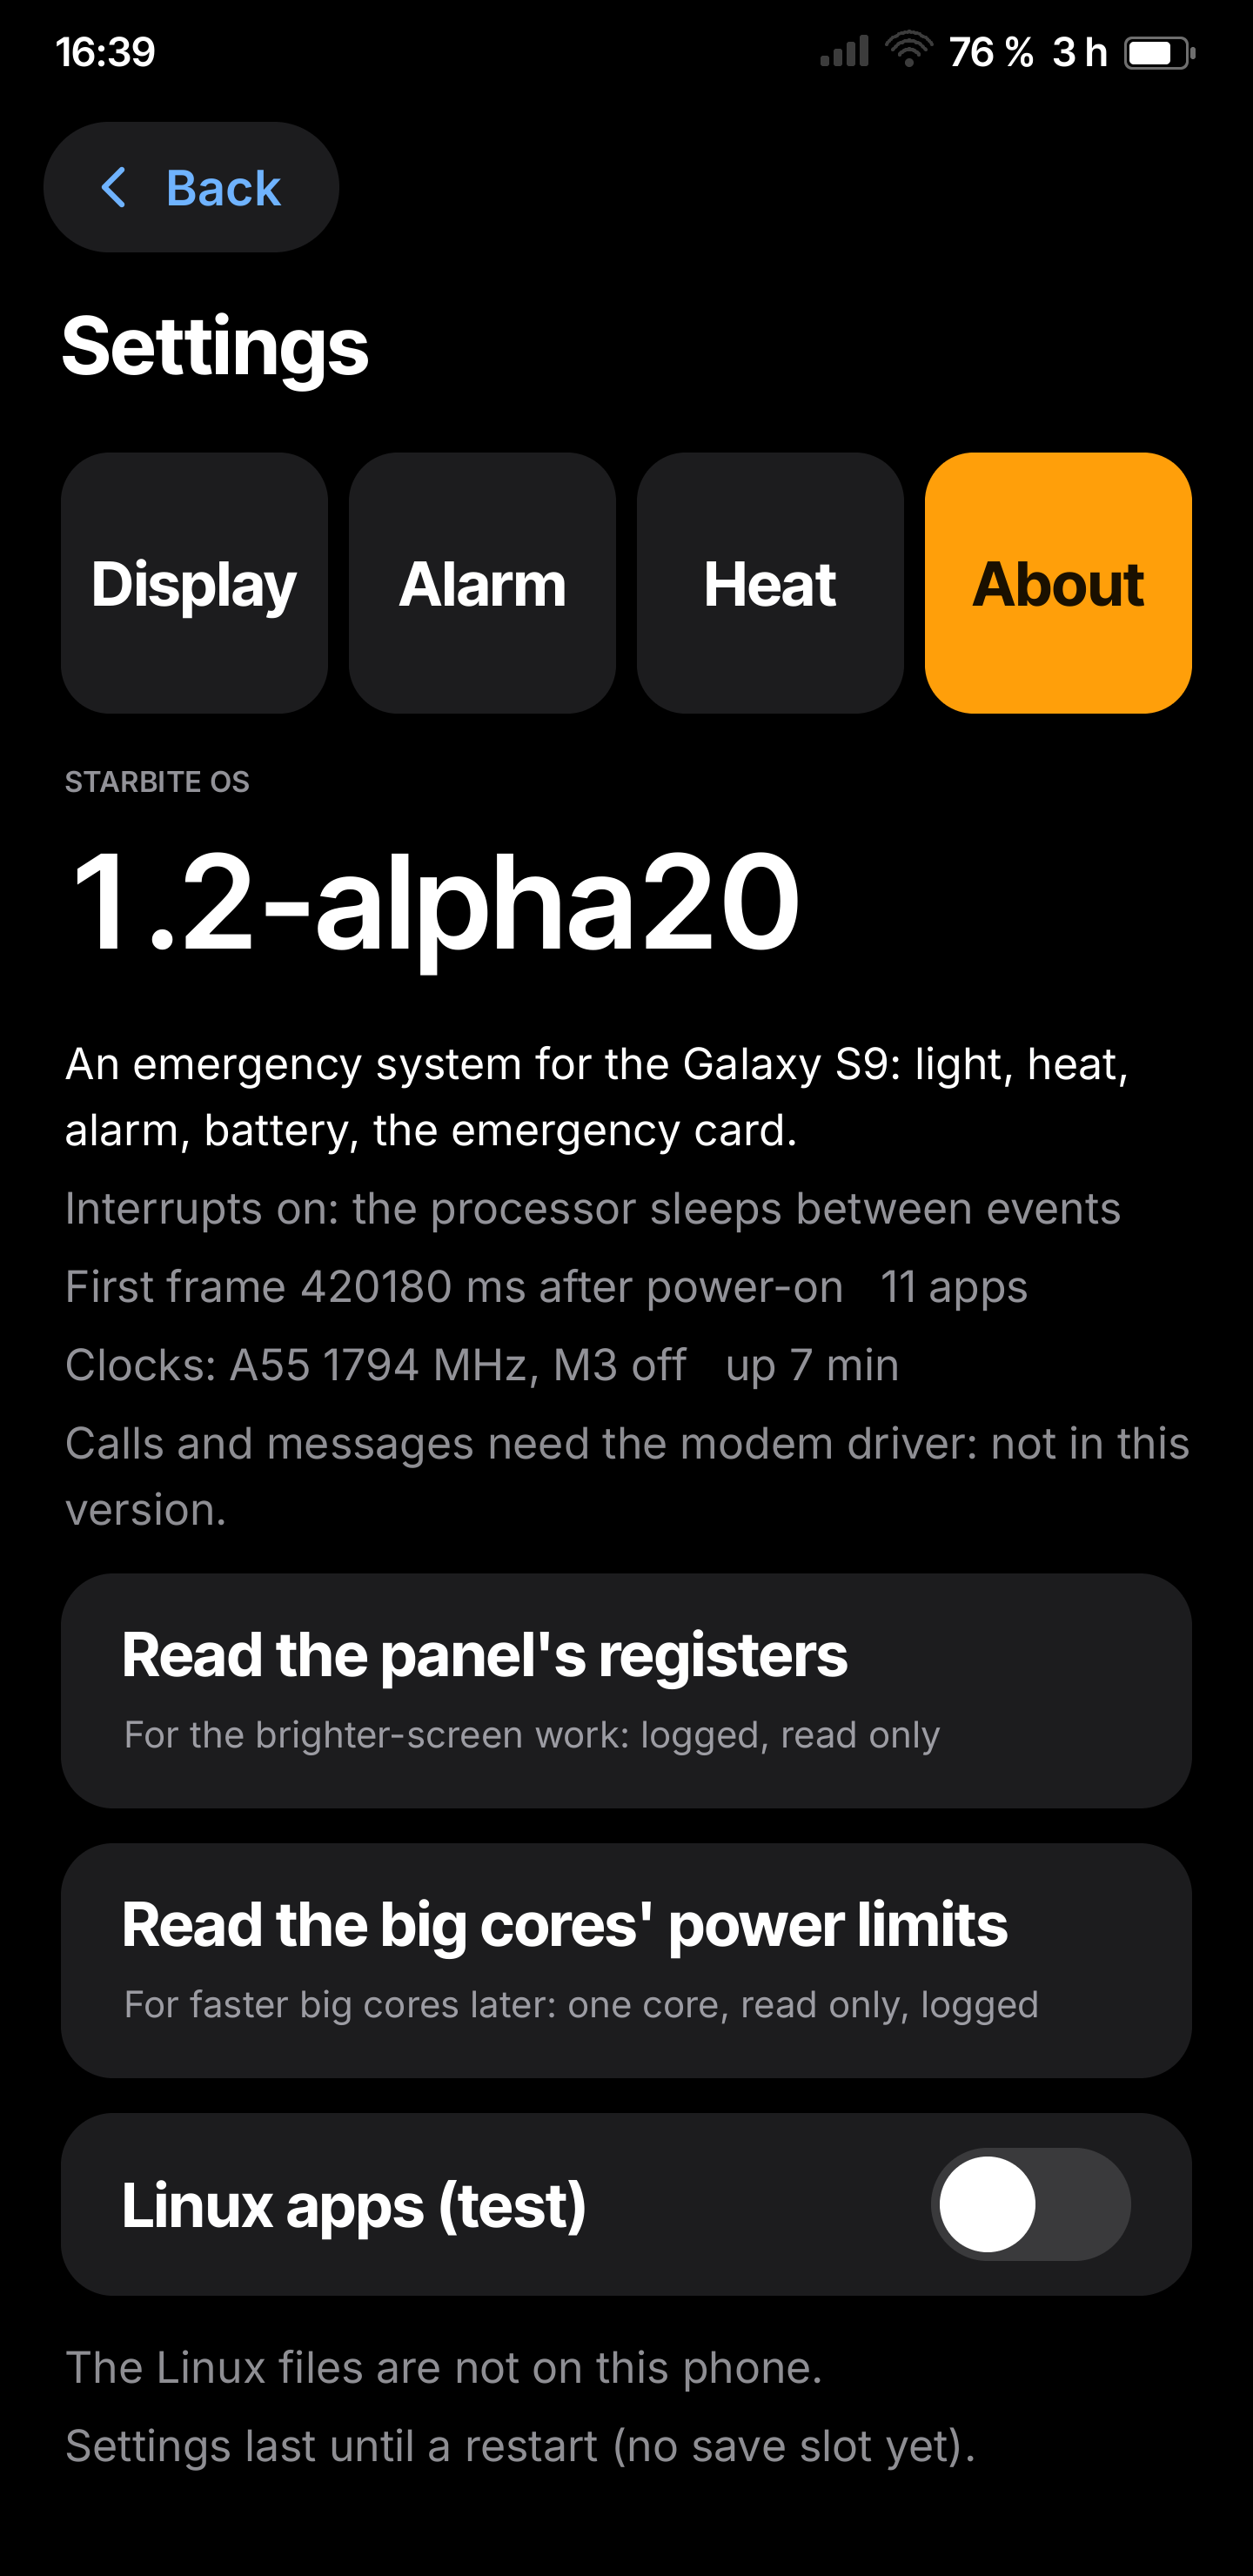 16:39
76 % 3 h
Back
Settings
Display
Alarm
Heat
About
STARBITE OS
1.2-alpha20
An emergency system for the Galaxy S9: light, heat,
alarm, battery, the emergency card.
Interrupts on: the processor sleeps between events
First frame 420180 ms after power-on 11 apps
Clocks: A55 1794 MHz, M3 off up 7 min
Calls and messages need the modem driver: not in this
version.
Read the panel's registers
For the brighter-screen work: logged, read only
Read the big cores' power limits
For faster big cores later: one core, read only, logged
Linux apps (test)
The Linux files are not on this phone.
Settings last until a restart (no save slot yet).